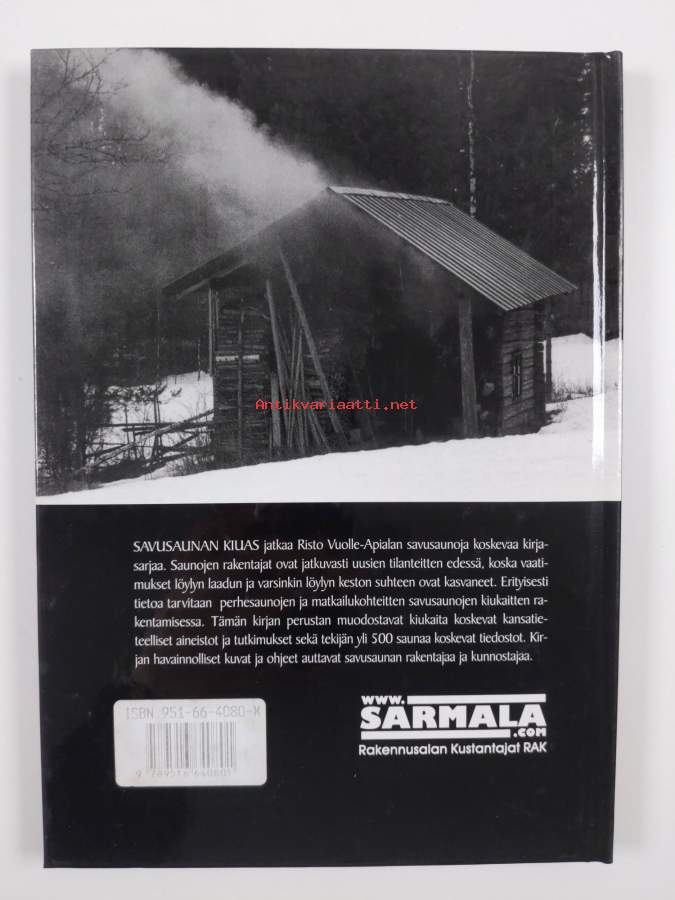 Antikvariaatti.net
SAVUSAUNAN KIUAS jatkaa Risto Vuolle-Apialan savusaunoja koskevaa kirja-
sarjaa. Saunojen rakentajat ovat jatkuvasti uusien tilanteitten edessä, koska vaati-
mukset löylyn laadun ja varsinkin löylyn keston suhteen ovat kasvaneet. Erityisesti
tietoa tarvitaan perhesaunojen ja matkailukohteitten savusaunojen kiukaitten ra-
kentamisessa. Tämän kirjan perustan muodostavat kiukaita koskevat kansatie-
teelliset aineistot ja tutkimukset sekä tekijän yli 500 saunaa koskevat tiedostot. Kir-
jan havainnolliset kuvat ja ohjeet auttavat savusaunan rakentajaa ja kunnostajaa.
ISBN 951-66-4080-X
9 789516 640801
WWW.
SARMALA
.COM
Rakennusalan Kustantajat RAK